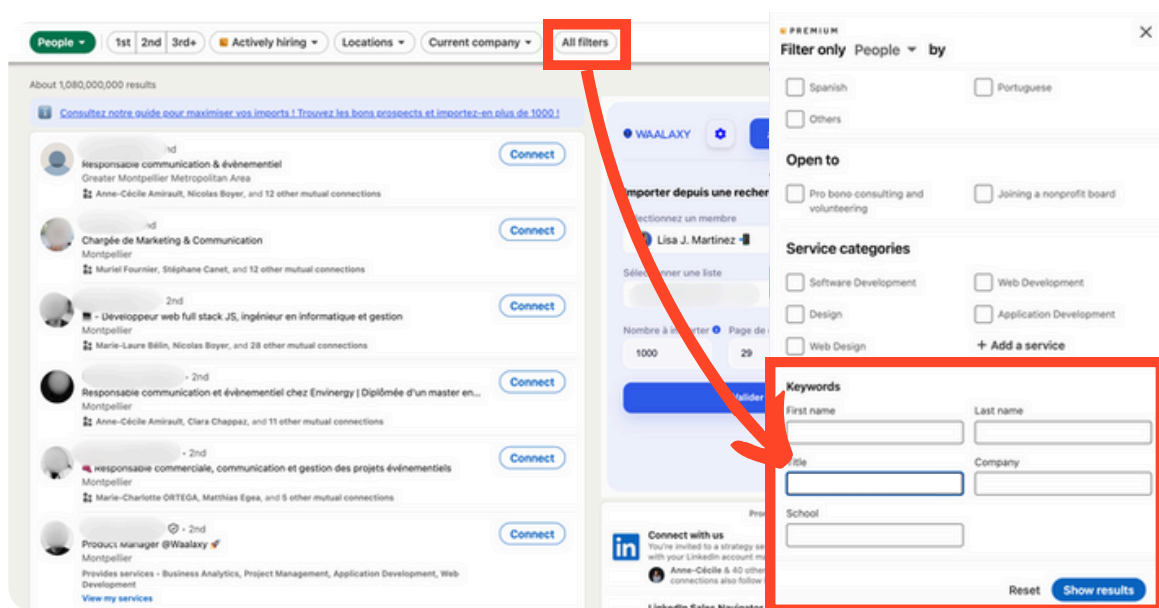 People
1st 2nd 3rd+
Actively hiring
Locations
Current company
All filters
About 1,080,000,000 results
Consultez notre guide pour maximiser vos imports ! Trouvez les bons prospects et importez-en plus de 1000 !
Responsable communication & évènementiel
Greater Montpellier Metropolitan Area
Anne-Cécile Amirault, Nicolas Boyer, and 12 other mutual connections
Connect
Chargée de Marketing & Communication
Montpellier
Muriel Fournier, Stéphane Canet, and 12 other mutual connections
Connect
2nd
- Développeur web full stack JS, ingénieur en informatique et gestion
Montpellier
Marie-Laure Bélin, Nicolas Boyer, and 28 other mutual connections
Connect
• 2nd
Responsable communication et évènementiel chez Envinergy | Diplômée d'un master en...
Montpellier
Anne-Cécile Amirault, Clara Chappaz, and 11 other mutual connections
Connect
• 2nd
Responsable commerciale, communication et gestion des projets événementiels
Montpellier
Marie-Charlotte ORTEGA, Matthias Egea, and 5 other mutual connections
Connect
• 2nd
Product Manager @Waalaxy 🚀
Montpellier
Provides services - Business Analytics, Project Management, Application Development, Web
Development
View my services
Connect
WAALAXY
Importer depuis une recher
Sélectionnez un membre
Lisa J. Martinez
Sélectionner une liste
Nombre à importer
Page de
1000
29
Valider
Connect with us
You're invited to a strategy se
with your LinkedIn account ma
Anne-Cécile & 40 other
connections also follow
LinkedIn Sales Navigator
PREMIUM
Filter only People by
Spanish
Portuguese
Others
Open to
Pro bono consulting and
volunteering
Joining a nonprofit board
Service categories
Software Development
Web Development
Design
Application Development
Web Design
+ Add a service
Keywords
First name
Last name
Title
Company
School
Reset
Show results